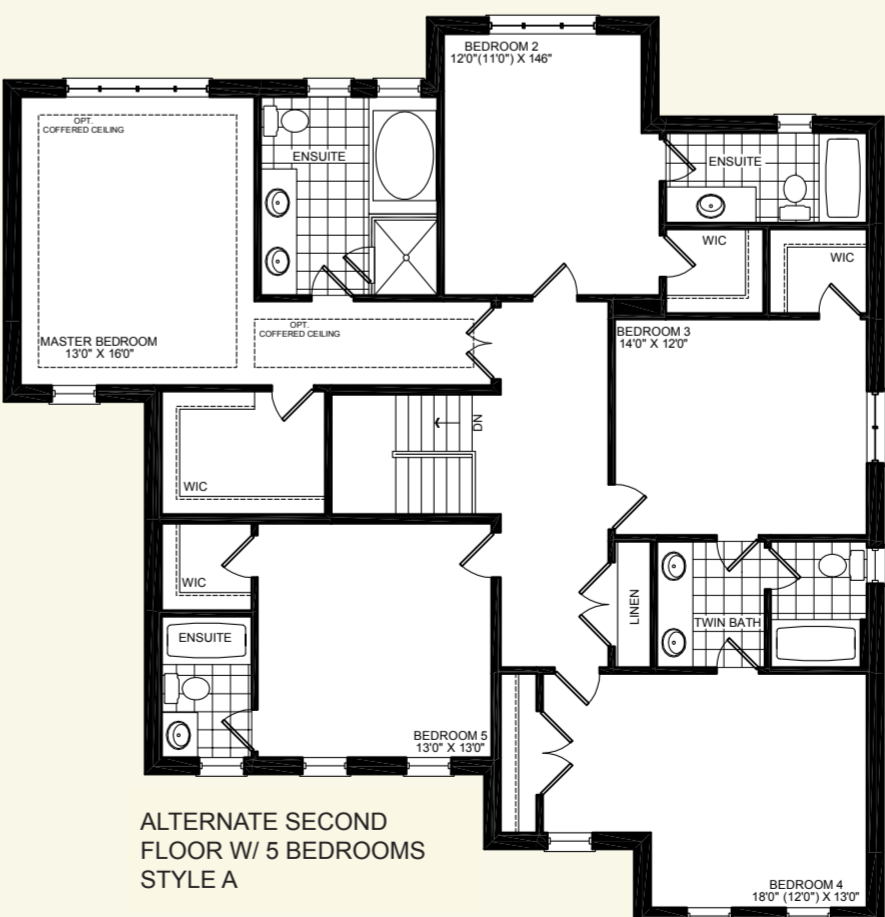 BEDROOM 2
12'0"(11'0") X 146"
OPT.
COFFERED CEILING
ENSUITE
ENSUITE
WIC
WIC
OPT.
COFFERED CEILING
MASTER BEDROOM
13'0" X 16'0"
BEDROOM 3
14'0" X 12'0"
DN
WIC
WIC
LINEN
TWIN BATH
ENSUITE
BEDROOM 5
13'0" X 13'0"
ALTERNATE SECOND
FLOOR W/ 5 BEDROOMS
STYLE A
BEDROOM 4
18'0" (12'0") X 13'0"